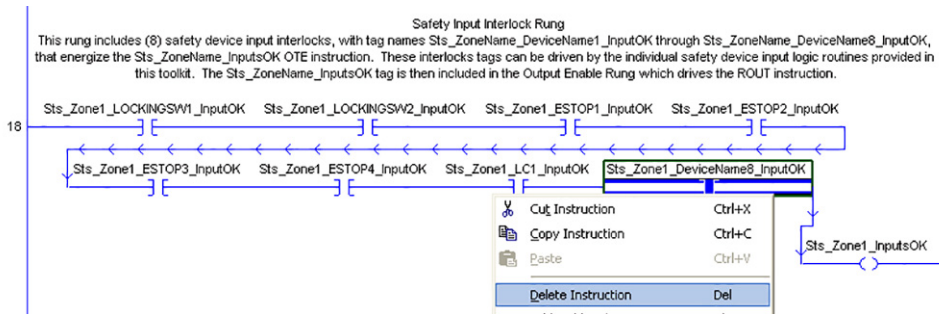 Safety Input Interlock Rung
This rung includes (8) safety device input interlocks, with tag names Sts_ZoneName_DeviceName1_InputOK through Sts_ZoneName_DeviceName8_InputOK,
that energize the Sts_ZoneName_InputsOK OTE instruction. These interlocks tags can be driven by the individual safety device input logic routines provided in
this toolkit. The Sts_ZoneName_InputsOK tag is then included in the Output Enable Rung which drives the ROUT instruction.
Sts_Zone1_LOCKINGSW1_InputOK Sts_Zone1_LOCKINGSW2_InputOK Sts_Zone1_ESTOP1_InputOK Sts_Zone1_ESTOP2_InputOK
18
Sts_Zone1_ESTOP3_InputOK Sts_Zone1_ESTOP4_InputOK Sts_Zone1_LC1_InputOK Sts_Zone1_DeviceName8_InputOK
Cut Instruction Ctrl+X
Copy Instruction Ctrl+C
Sts_Zone1_InputsOK
Paste Ctrl+V
Delete Instruction Del